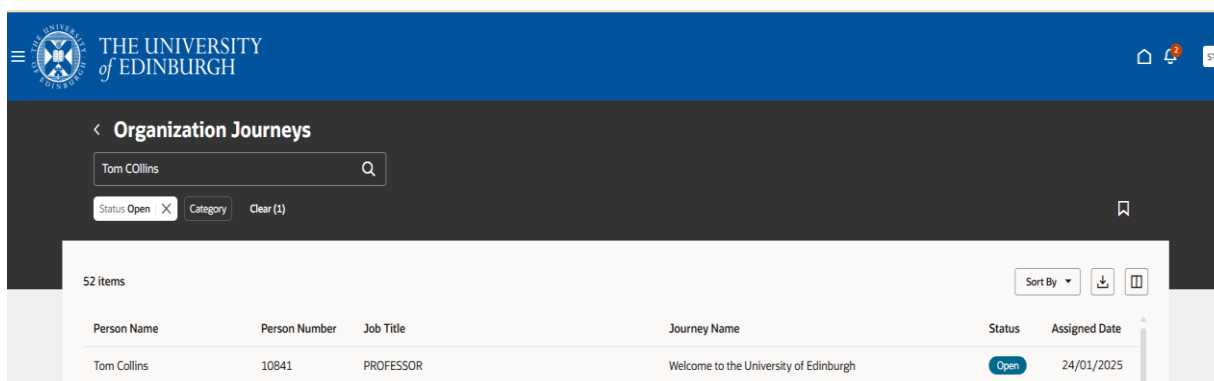 THE UNIVERSITY
of EDINBURGH
2
Organization Journeys
Tom COllins
Status Open
Category
Clear (1)
52 items
Sort By
Person Name Person Number Job Title Journey Name Status Assigned Date
Tom Collins 10841 PROFESSOR Welcome to the University of Edinburgh Open 24/01/2025